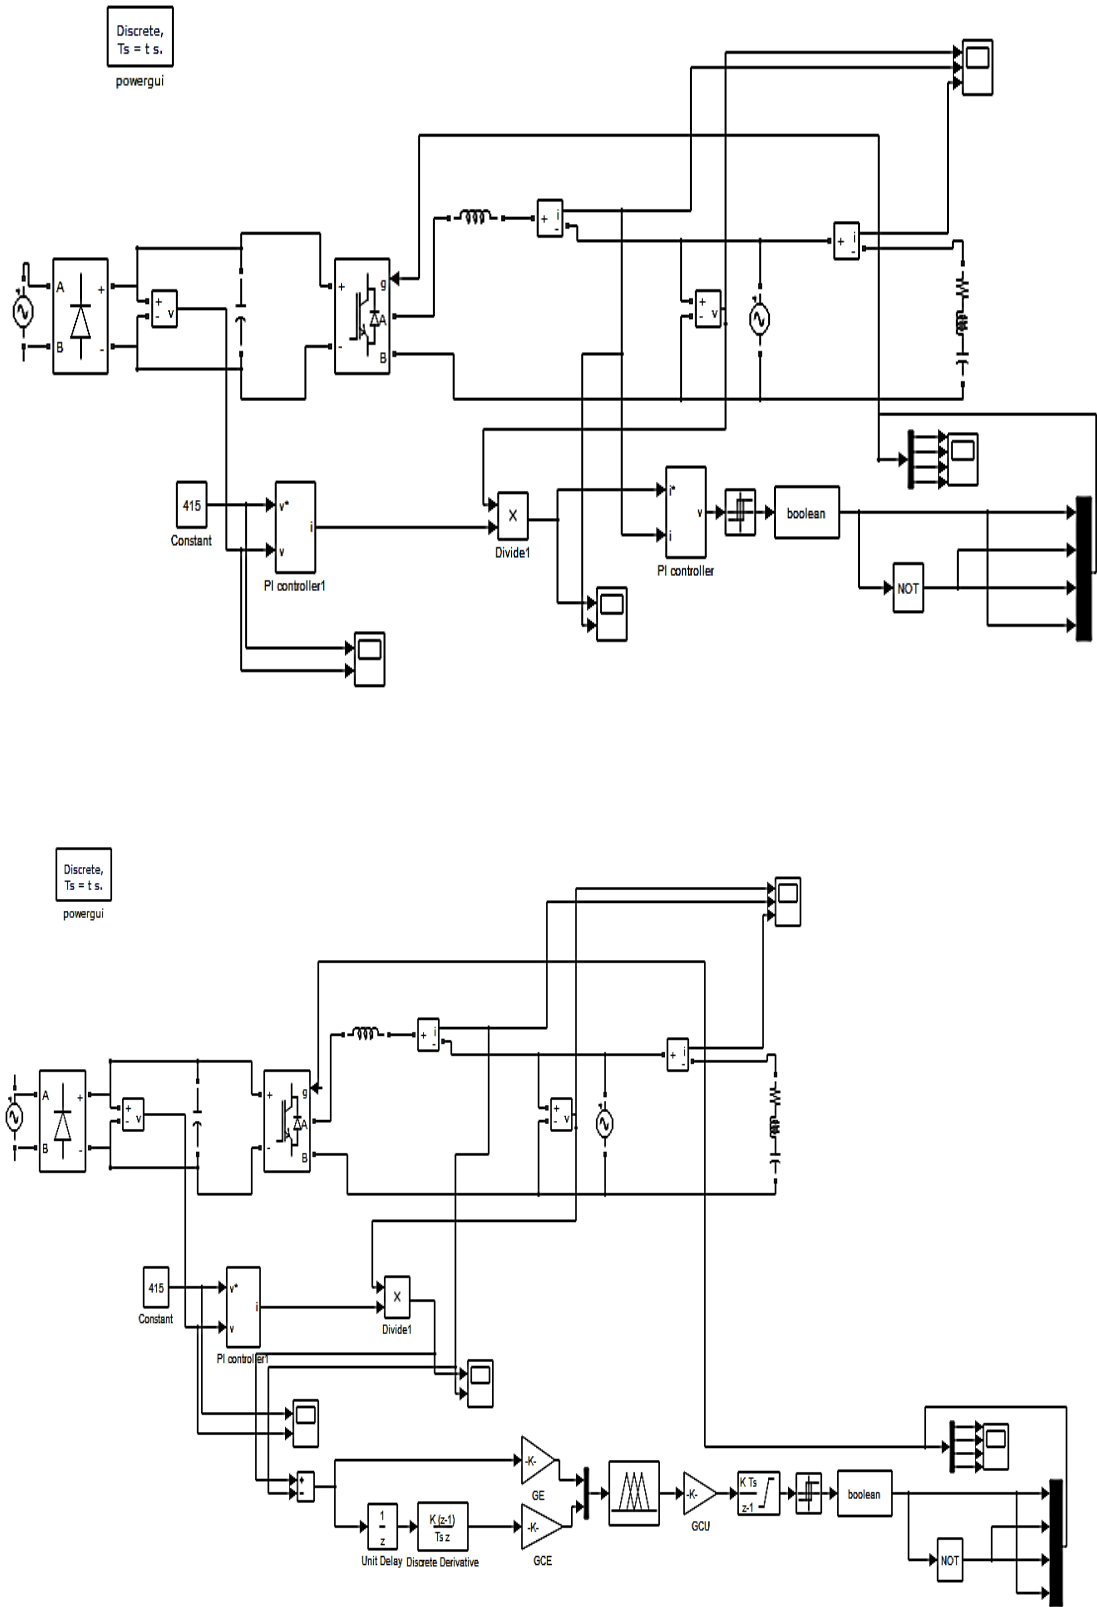 Discrete,
Ts = t s.
powergui
+
i
-
+
i
-
A
+
B
-
+
-
v
+
g
A
-
B
+
-
v
415
Constant
v*
i
v
PI controller1
×
Divide1
i*
v
i
PI controller
boolean
NOT
Discrete,
Ts = t s.
powergui
+
i
-
+
i
-
A
+
B
-
+
-
v
+
g
A
-
B
+
-
v
415
Constant
v*
i
v
PI controller1
×
Divide1
+
-
-K-
GE
1
z
Unit Delay
K (z-1)
Ts z
Discrete Derivative
-K-
GCE
-K-
GCU
K Ts
z-1
boolean
NOT